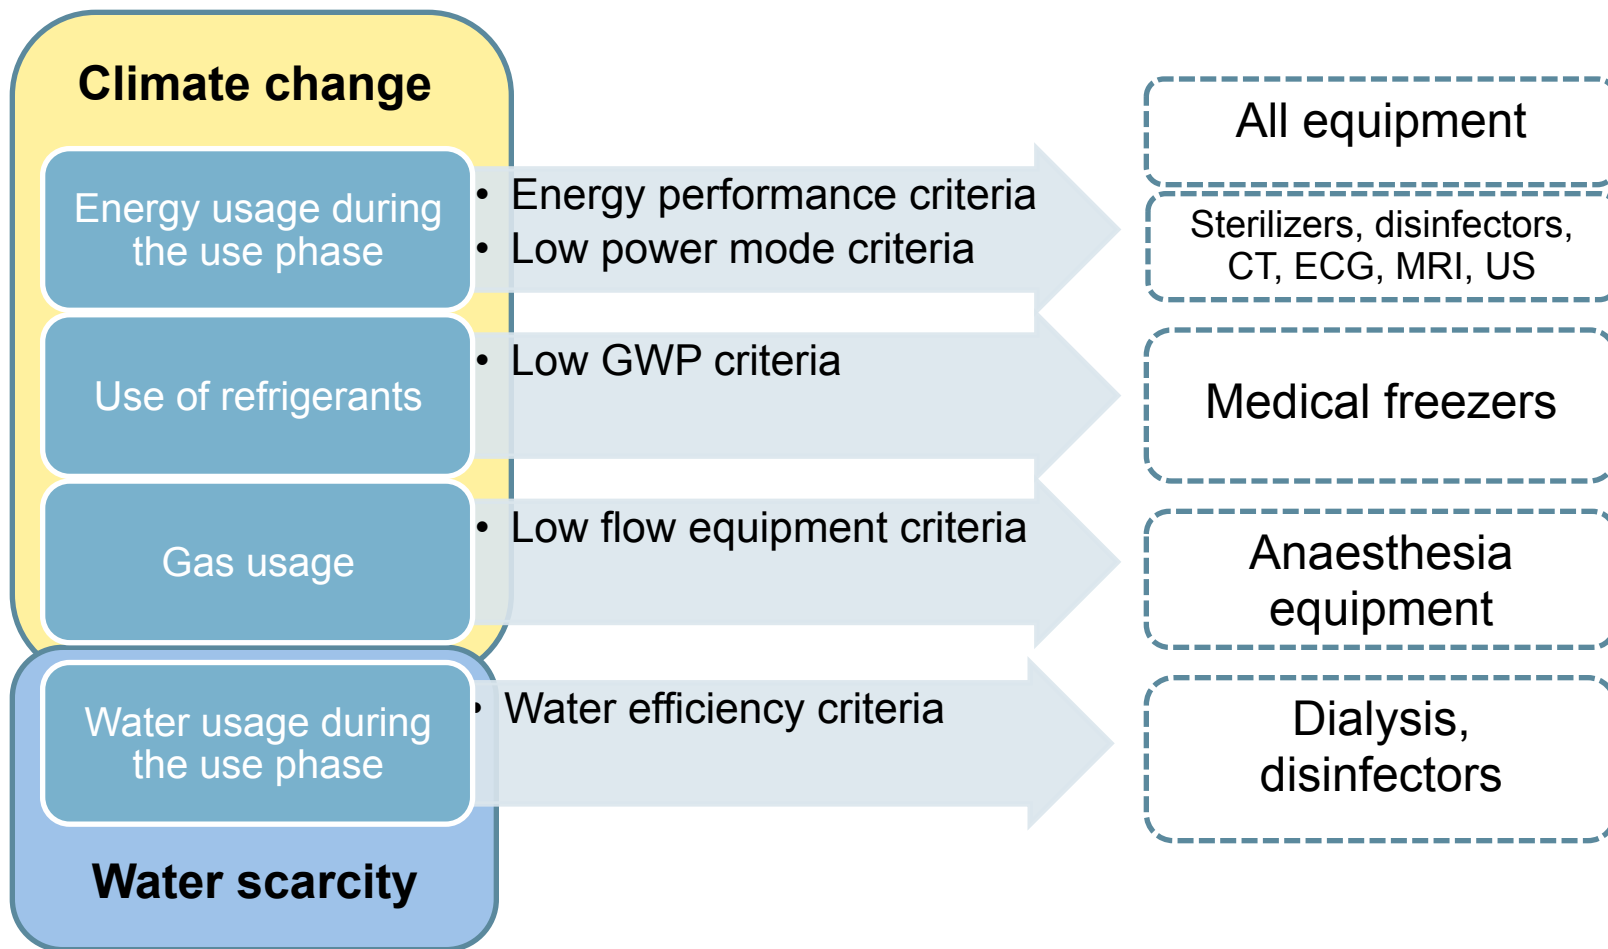 Climate change
Energy usage during
the use phase
• Energy performance criteria
• Low power mode criteria
All equipment
Sterilizers, disinfectors,
CT, ECG, MRI, US
Use of refrigerants
• Low GWP criteria
Medical freezers
Gas usage
• Low flow equipment criteria
Anaesthesia
equipment
Water usage during
the use phase
• Water efficiency criteria
Dialysis,
disinfectors
Water scarcity